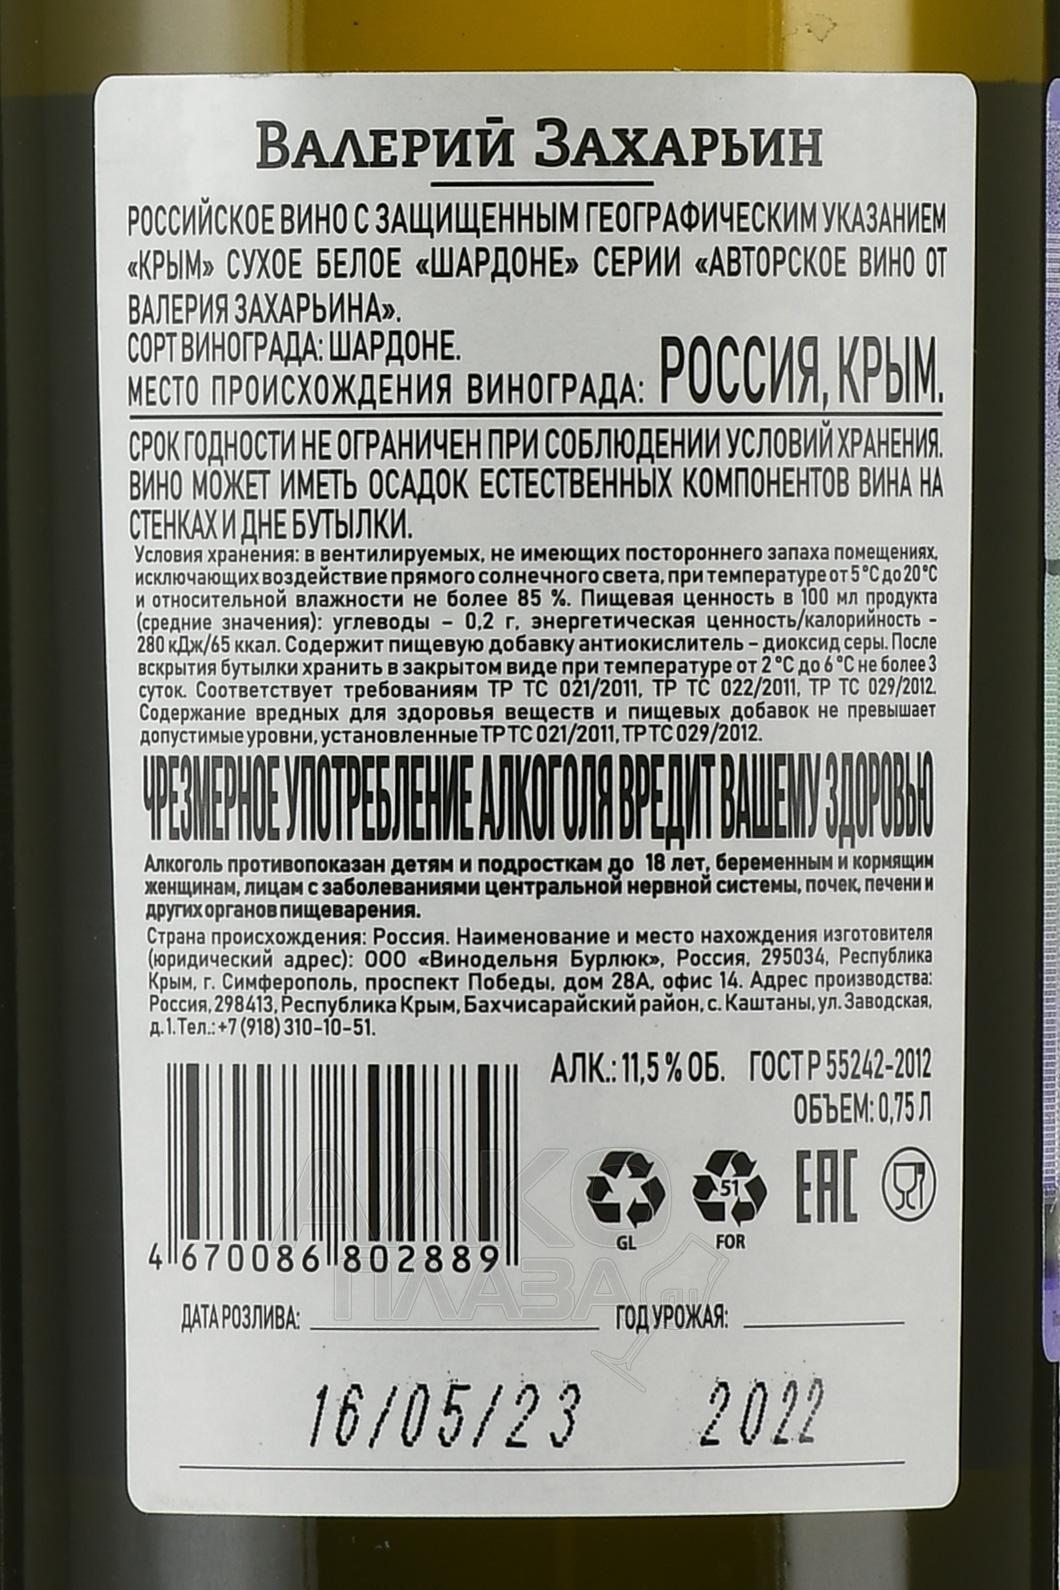 ВАЛЕРИЙ ЗАХАРЬИН
РОССИЙСКОЕ ВИНО С ЗАЩИЩЕННЫМ ГЕОГРАФИЧЕСКИМ УКАЗАНИЕМ
«КРЫМ» СУХОЕ БЕЛОЕ «ШАРДОНЕ» СЕРИИ «АВТОРСКОЕ ВИНО ОТ
ВАЛЕРИЯ ЗАХАРЬИНА».
СОРТ ВИНОГРАДА: ШАРДОНЕ.
МЕСТО ПРОИСХОЖДЕНИЯ ВИНОГРАДА: РОССИЯ, КРЫМ.
СРОК ГОДНОСТИ НЕ ОГРАНИЧЕН ПРИ СОБЛЮДЕНИИ УСЛОВИЙ ХРАНЕНИЯ.
ВИНО МОЖЕТ ИМЕТЬ ОСАДОК ЕСТЕСТВЕННЫХ КОМПОНЕНТОВ ВИНА НА
СТЕНКАХ И ДНЕ БУТЫЛКИ.
Условия хранения: в вентилируемых, не имеющих постороннего запаха помещениях,
исключающих воздействие прямого солнечного света, при температуре от 5 °С до 20 °С
и относительной влажности не более 85 %. Пищевая ценность в 100 мл продукта
(средние значения): углеводы – 0,2 г, энергетическая ценность/калорийность -
280 кДж/65 ккал. Содержит пищевую добавку антиокислитель – диоксид серы. После
вскрытия бутылки хранить в закрытом виде при температуре от 2 °С до 6 °С не более 3
суток. Соответствует требованиям ТР ТС 021/2011, ТР ТС 022/2011, ТР ТС 029/2012.
Содержание вредных для здоровья веществ и пищевых добавок не превышает
допустимые уровни, установленные ТР ТС 021/2011, ТР ТС 029/2012.
ЧРЕЗМЕРНОЕ УПОТРЕБЛЕНИЕ АЛКОГОЛЯ ВРЕДИТ ВАШЕМУ ЗДОРОВЬЮ
Алкоголь противопоказан детям и подросткам до 18 лет, беременным и кормящим
женщинам, лицам с заболеваниями центральной нервной системы, почек, печени и
других органов пищеварения.
Страна происхождения: Россия. Наименование и место нахождения изготовителя
(юридический адрес): ООО «Винодельня Бурлюк», Россия, 295034, Республика
Крым, г. Симферополь, проспект Победы, дом 28А, офис 14. Адрес производства:
Россия, 298413, Республика Крым, Бахчисарайский район, с. Каштаны, ул. Заводская,
д.1. Тел.: +7 (918) 310-10-51.
АЛК.: 11,5 % ОБ. ГОСТ Р 55242-2012
ОБЪЕМ: 0,75 Л
51
ЕАС
GL FOR
4 670086 802889
АЛКО
ПЛАЗА.ru
ДАТА РОЗЛИВА: ГОД УРОЖАЯ:
16/05/23 2022